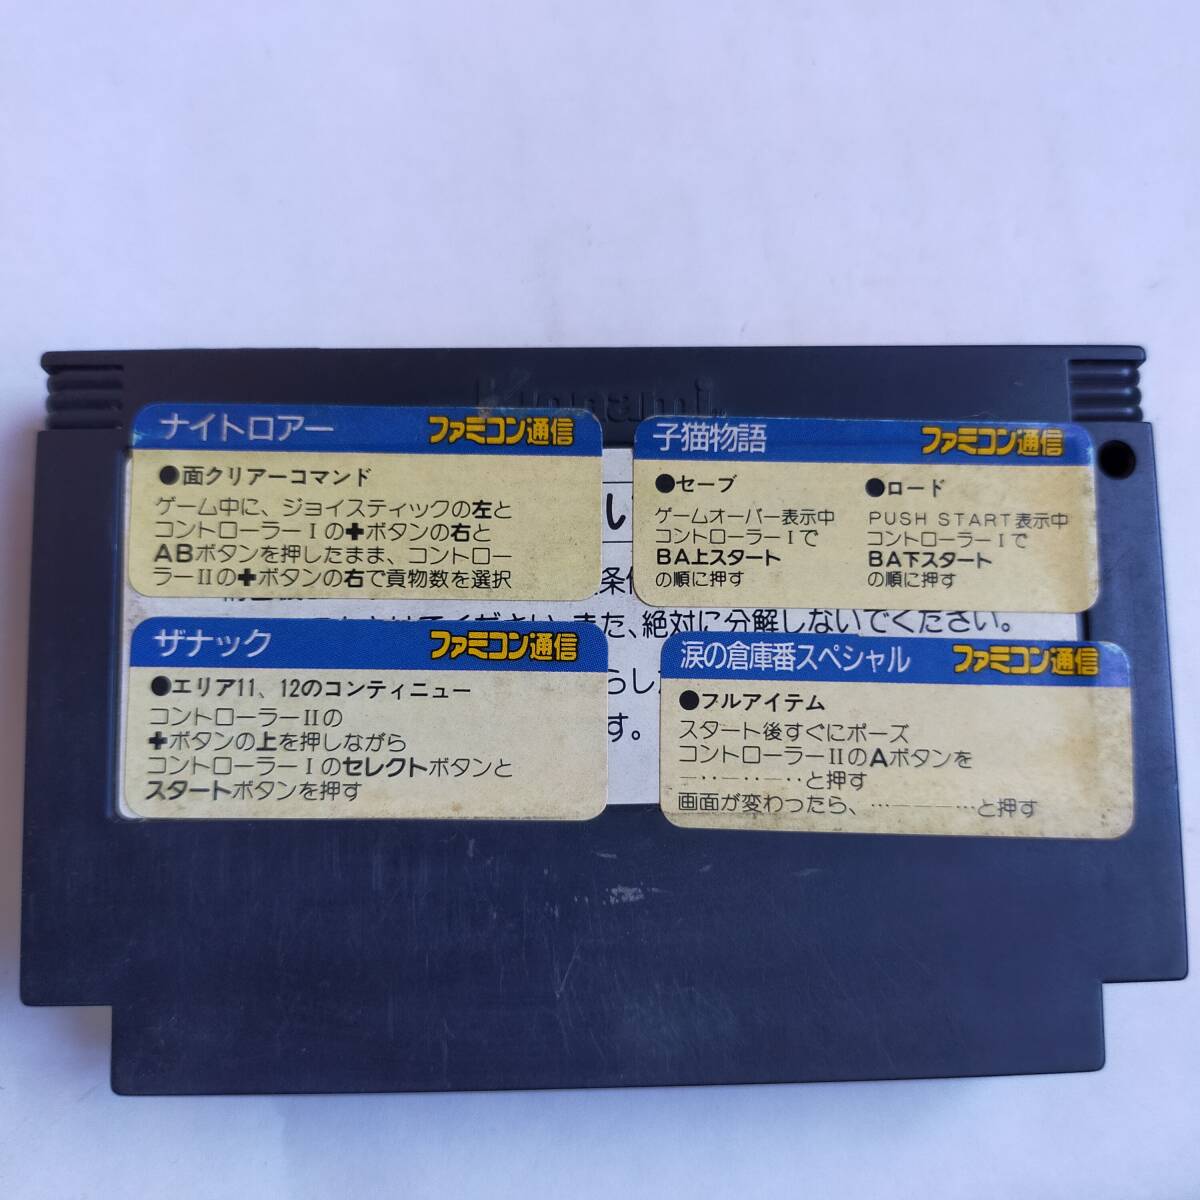 Konami
ナイトロアー ファミコン通信
●面クリアーコマンド
ゲーム中に、ジョイスティックの左と
コントローラーⅠの✚ボタンの右と
ABボタンを押したまま、コントロー
ラーⅡの✚ボタンの右で貢物数を選択
子猫物語 ファミコン通信
●セーブ
ゲームオーバー表示中
コントローラーⅠで
BA上スタート
の順に押す
●ロード
PUSH START表示中
コントローラーⅠで
BA下スタート
の順に押す
い
条件
ください。また、絶対に分解しないでください。
らした
す。
ザナック ファミコン通信
●エリア11、12のコンティニュー
コントローラーⅡの
✚ボタンの上を押しながら
コントローラーⅠのセレクトボタンと
スタートボタンを押す
涙の倉庫番スペシャル ファミコン通信
●フルアイテム
スタート後すぐにポーズ
コントローラーⅡのAボタンを
－・・－・・－・・と押す
画面が変わったら、・・・－－－・・・と押す